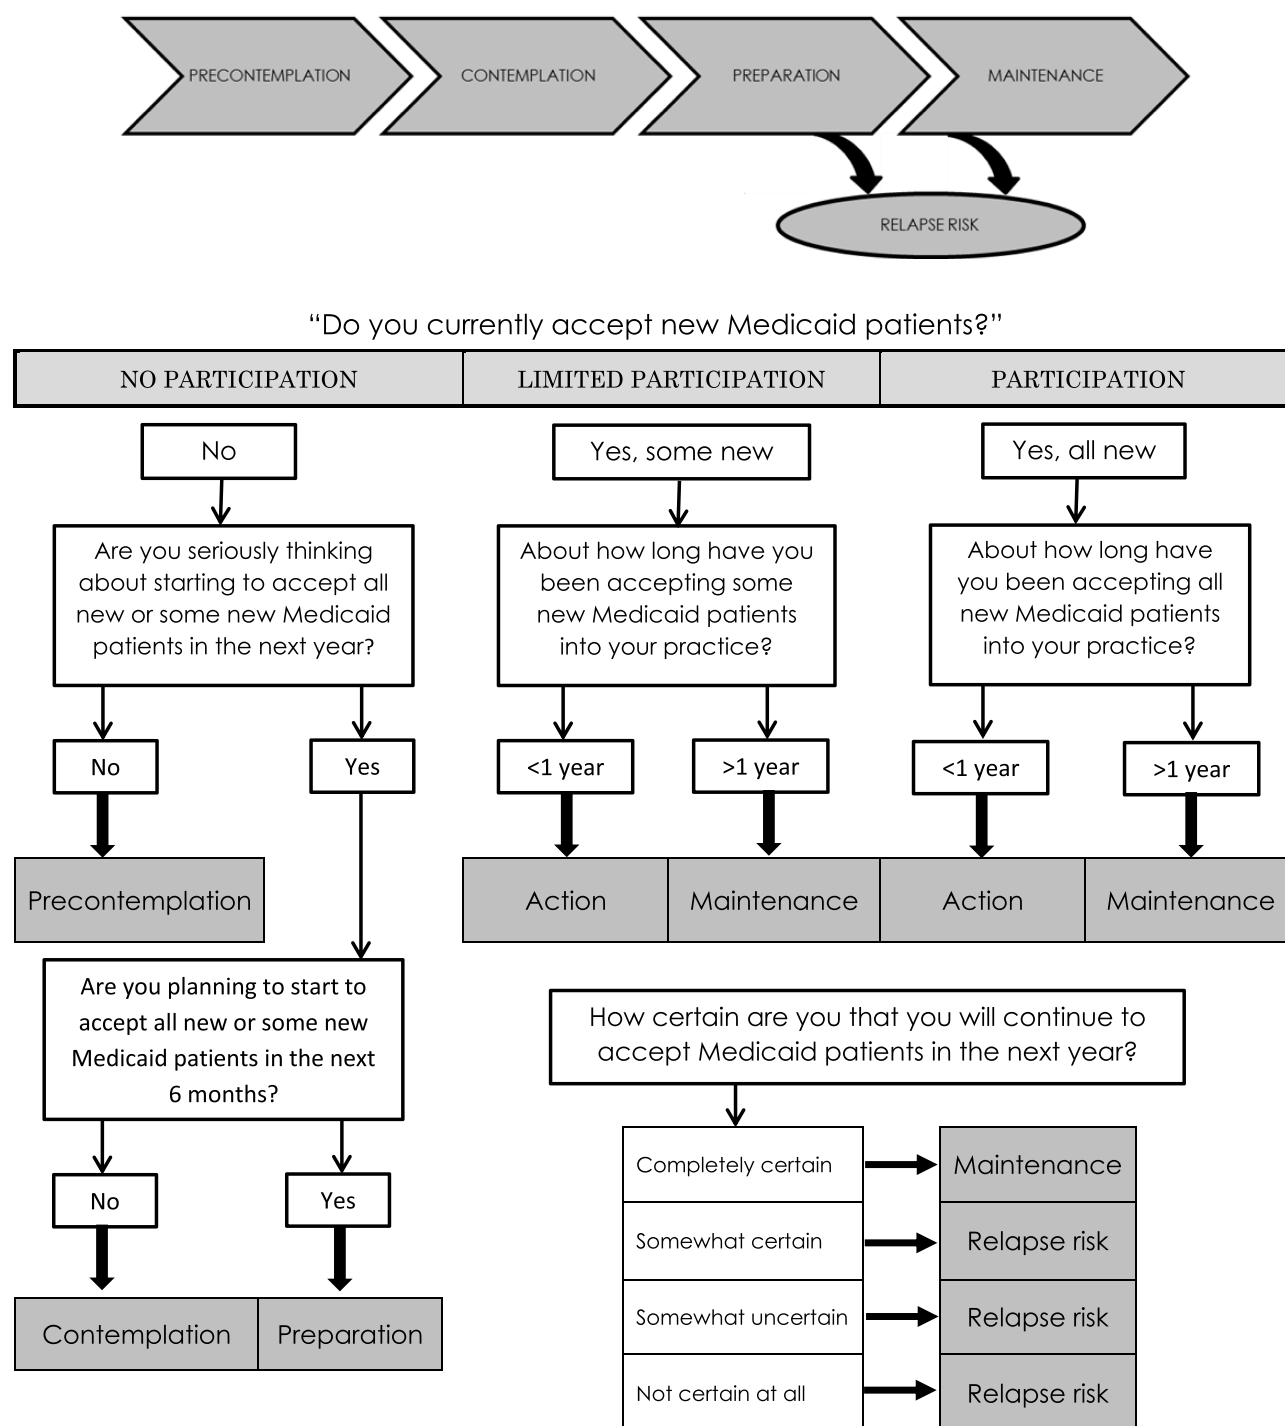 PRECONTEMPLATION
CONTEMPLATION
PREPARATION
MAINTENANCE
RELAPSE RISK
“Do you currently accept new Medicaid patients?”
NO PARTICIPATION
LIMITED PARTICIPATION
PARTICIPATION
No
Yes, some new
Yes, all new
Are you seriously thinking
about starting to accept all
new or some new Medicaid
patients in the next year?
About how long have you
been accepting some
new Medicaid patients
into your practice?
About how long have
you been accepting all
new Medicaid patients
into your practice?
No
Yes
<1 year
>1 year
<1 year
>1 year
Precontemplation
Action
Maintenance
Action
Maintenance
Are you planning to start to
accept all new or some new
Medicaid patients in the next
6 months?
No
Yes
Contemplation
Preparation
How certain are you that you will continue to
accept Medicaid patients in the next year?
Completely certain
Maintenance
Somewhat certain
Relapse risk
Somewhat uncertain
Relapse risk
Not certain at all
Relapse risk